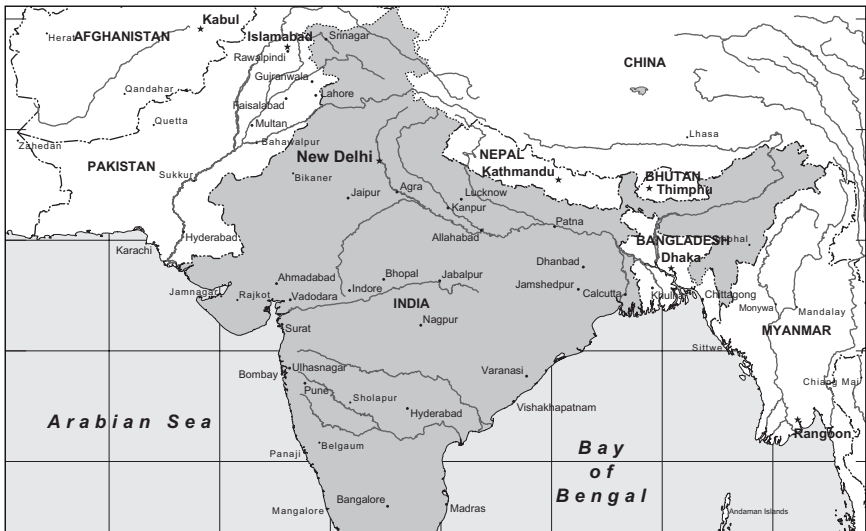 Kabul
Herat
AFGHANISTAN
Islamabad
Srinagar
Rawalpindi
CHINA
Gujranwala
Qandahar
Faisalabad
Lahore
Quetta
Multan
Lhasa
Zahedan
Bahawalpur
New Delhi
NEPAL
PAKISTAN
Sukkur
Bikaner
Kathmandu
BHUTAN
Thimphu
Jaipur
Agra
Lucknow
Kanpur
Patna
Hyderabad
Allahabad
BANGLADESH
Karachi
Dhaka
Dhanbad
Ahmadabad
Bhopal
Jabalpur
Jamnagar
Rajkot
Vadodara
Indore
Jamshedpur
Calcutta
Khulna
Chittagong
INDIA
Monywa
Mandalay
Surat
Nagpur
MYANMAR
Sittwe
Bombay
Ulhasnagar
Varanasi
Chiang Mai
Pune
Sholapur
Hyderabad
Vishakhapatnam
Arabian Sea
Rangoon
Belgaum
Bay
Panaji
of
Bengal
Bangalore
Madras
Mangalore
Andaman Islands